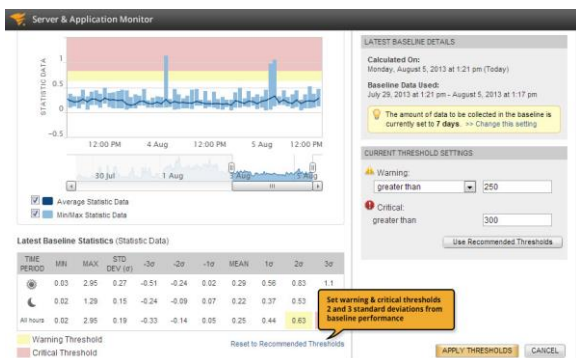 Server & Application Monitor
STATISTIC DATA
1
0.5
0
-0.5
12:00 PM 4 Aug 12:00 PM 5 Aug 12:00 PM
30 Jul 1 Aug 3 Aug 5 Aug
Average Statistic Data
Min/Max Statistic Data
Latest Baseline Statistics (Statistic Data)
TIME PERIOD MIN MAX STD DEV (σ) -3σ -2σ -1σ MEAN 1σ 2σ 3σ
0.03 2.95 0.27 -0.51 -0.24 0.02 0.29 0.56 0.83 1.1
0.02 1.29 0.15 -0.24 -0.09 0.07 0.22 0.37 0.53
All hours 0.02 2.95 0.19 -0.33 -0.14 0.05 0.25 0.44 0.63
Warning Threshold
Critical Threshold
Reset to Recommended Thresholds
Set warning & critical thresholds
2 and 3 standard deviations from
baseline performance
LATEST BASELINE DETAILS
Calculated On:
Monday, August 5, 2013 at 1:21 pm (Today)
Baseline Data Used:
July 29, 2013 at 1:21 pm - August 5, 2013 at 1:17 pm
The amount of data to be collected in the baseline is
currently set to 7 days. >> Change this setting
CURRENT THRESHOLD SETTINGS
Warning:
greater than 250
Critical:
greater than 300
Use Recommended Thresholds
APPLY THRESHOLDS CANCEL